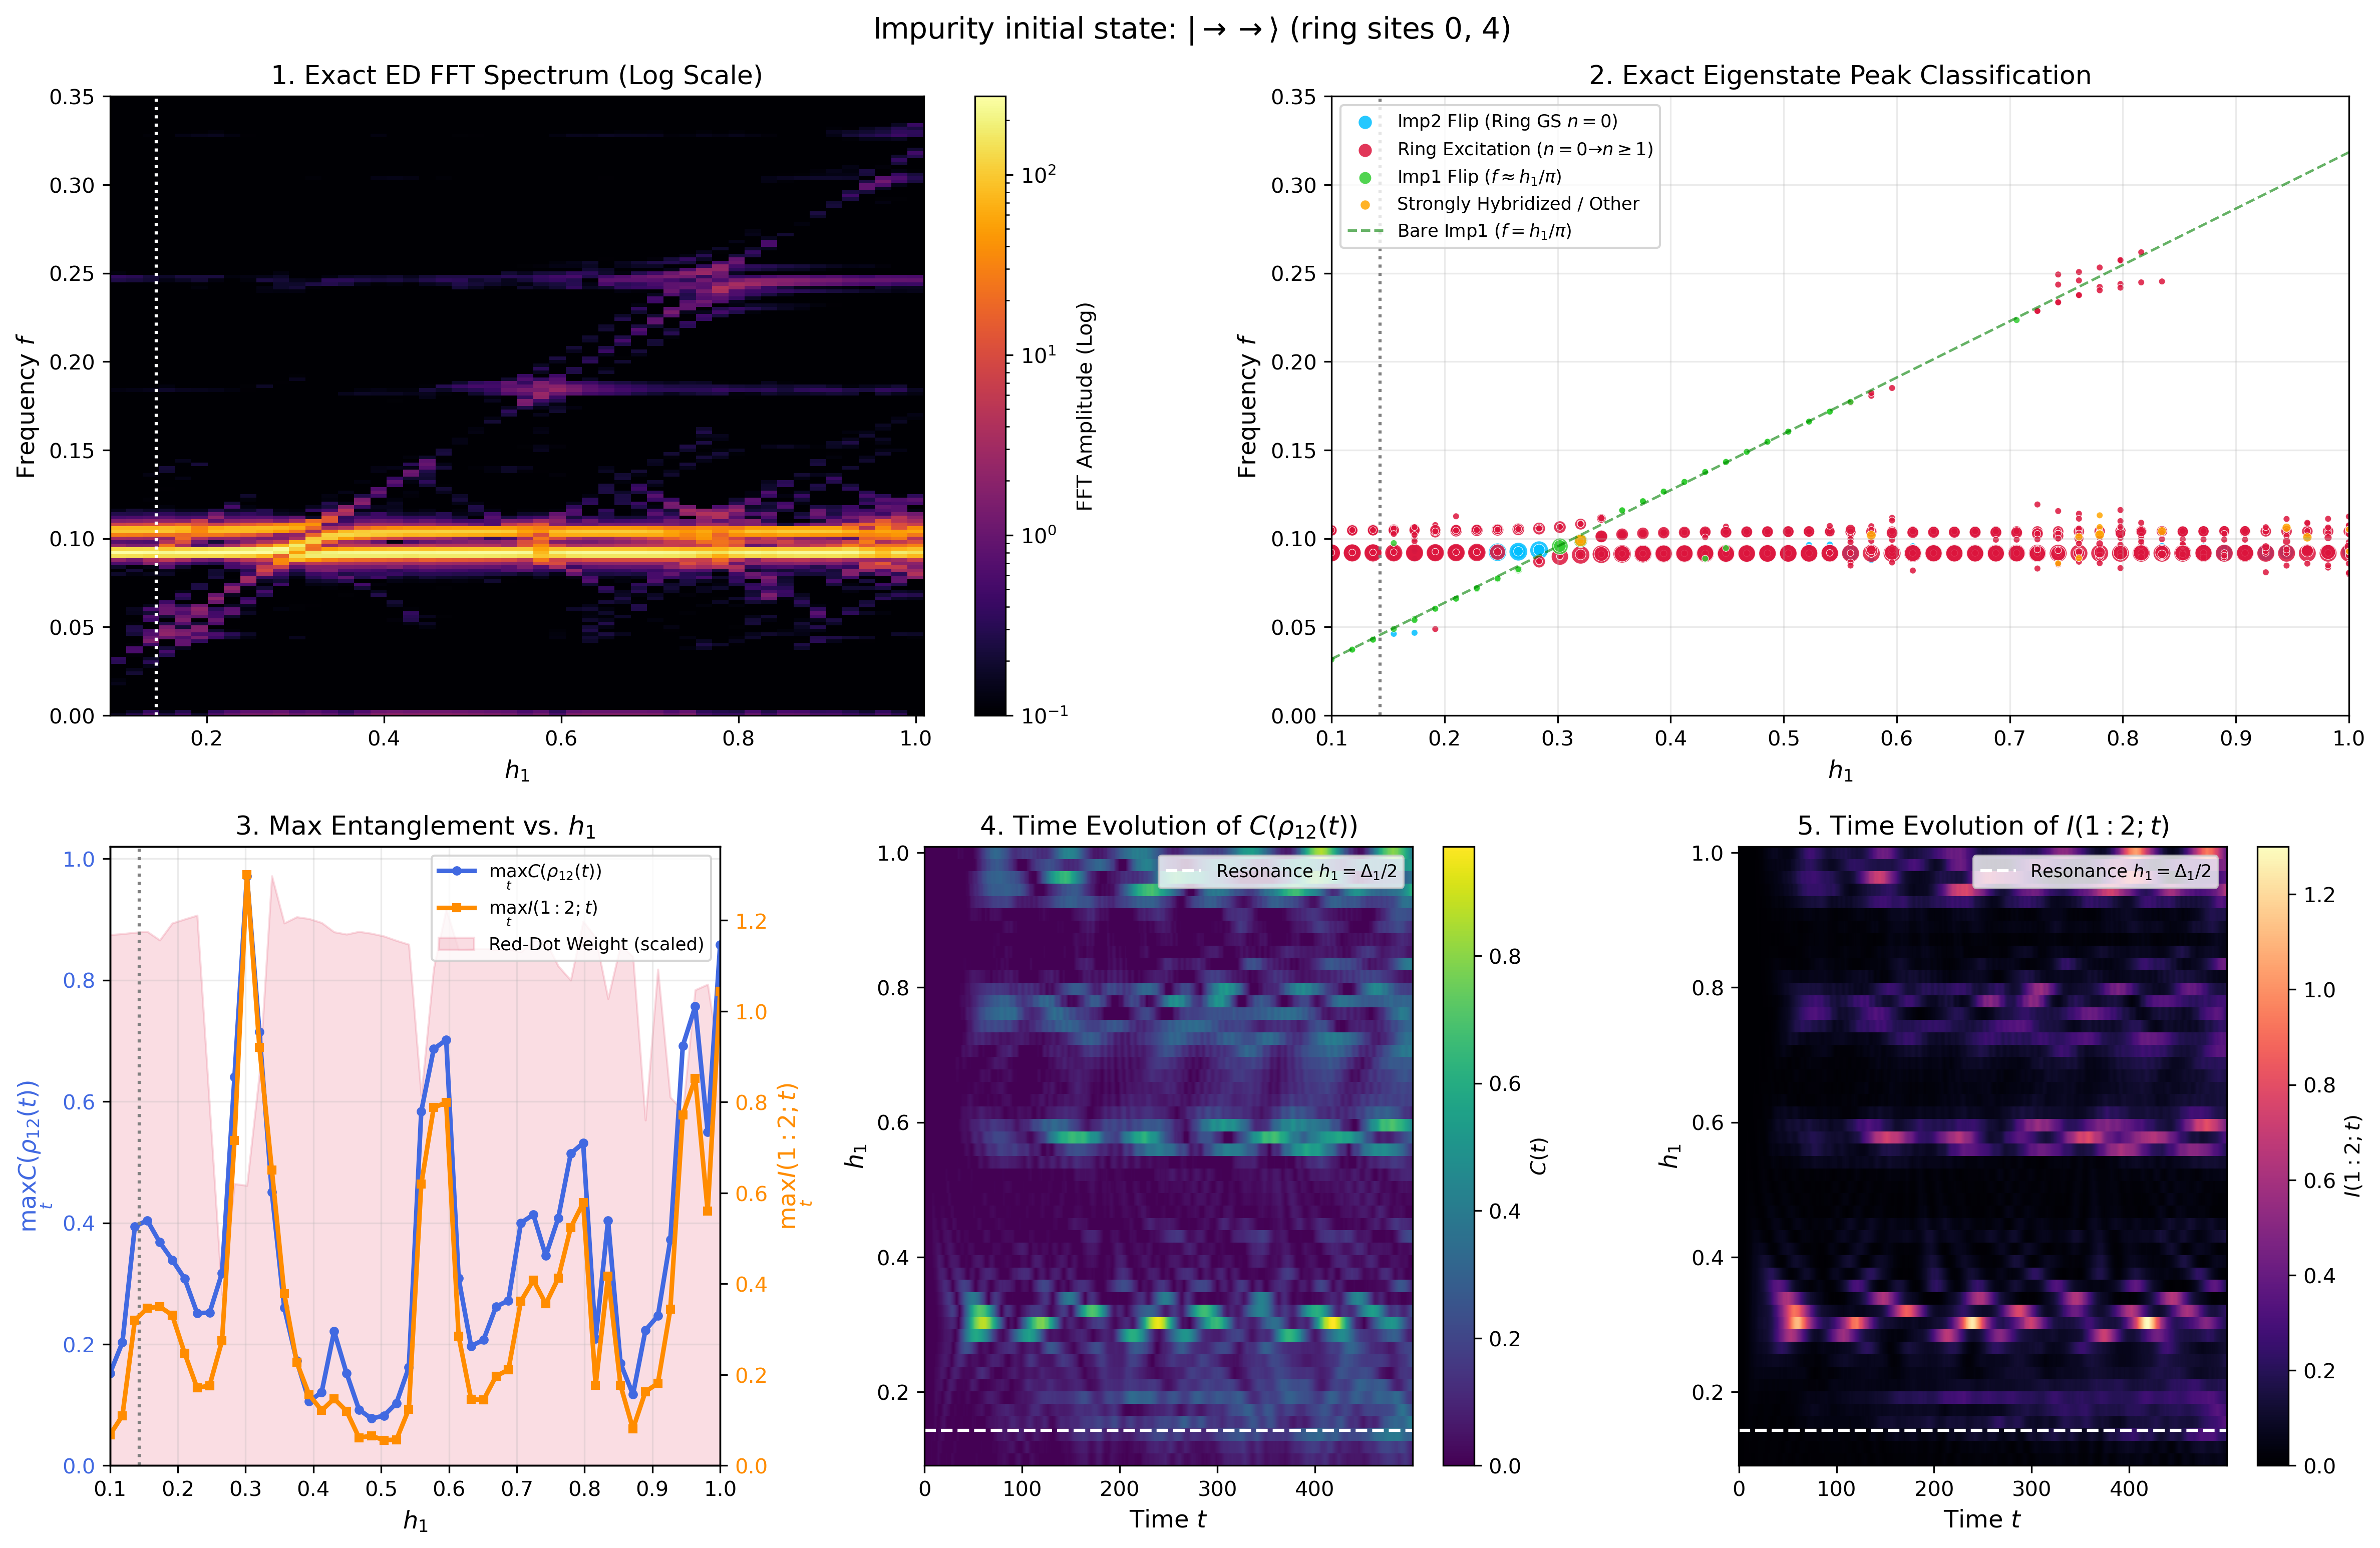 Impurity initial state: |→→⟩ (ring sites 0, 4)
1. Exact ED FFT Spectrum (Log Scale)
0.35
0.30
0.25
0.20
0.15
0.10
0.05
0.00
Frequency f
0.2
0.4
0.6
0.8
1.0
h₁
10²
10¹
10⁰
10⁻¹
FFT Amplitude (Log)
2. Exact Eigenstate Peak Classification
Imp2 Flip (Ring GS n = 0)
Ring Excitation (n = 0→n ≥ 1)
Imp1 Flip (f ≈ h₁/π)
Strongly Hybridized / Other
Bare Imp1 (f = h₁/π)
0.35
0.30
0.25
0.20
0.15
0.10
0.05
0.00
Frequency f
0.1
0.2
0.3
0.4
0.5
0.6
0.7
0.8
0.9
1.0
h₁
3. Max Entanglement vs. h₁
max C(ρ₁₂(t))
t
max I(1 : 2; t)
t
Red-Dot Weight (scaled)
1.0
0.8
0.6
0.4
0.2
0.0
max C(ρ₁₂(t))
t
0.1
0.2
0.3
0.4
0.5
0.6
0.7
0.8
0.9
1.0
h₁
1.2
1.0
0.8
0.6
0.4
0.2
0.0
max I(1 : 2; t)
t
4. Time Evolution of C(ρ₁₂(t))
Resonance h₁ = Δ₁/2
1.0
0.8
0.6
0.4
0.2
h₁
0
100
200
300
400
Time t
0.8
0.6
0.4
0.2
0.0
C(t)
5. Time Evolution of I(1 : 2; t)
Resonance h₁ = Δ₁/2
1.0
0.8
0.6
0.4
0.2
h₁
0
100
200
300
400
Time t
1.2
1.0
0.8
0.6
0.4
0.2
0.0
I(1 : 2; t)